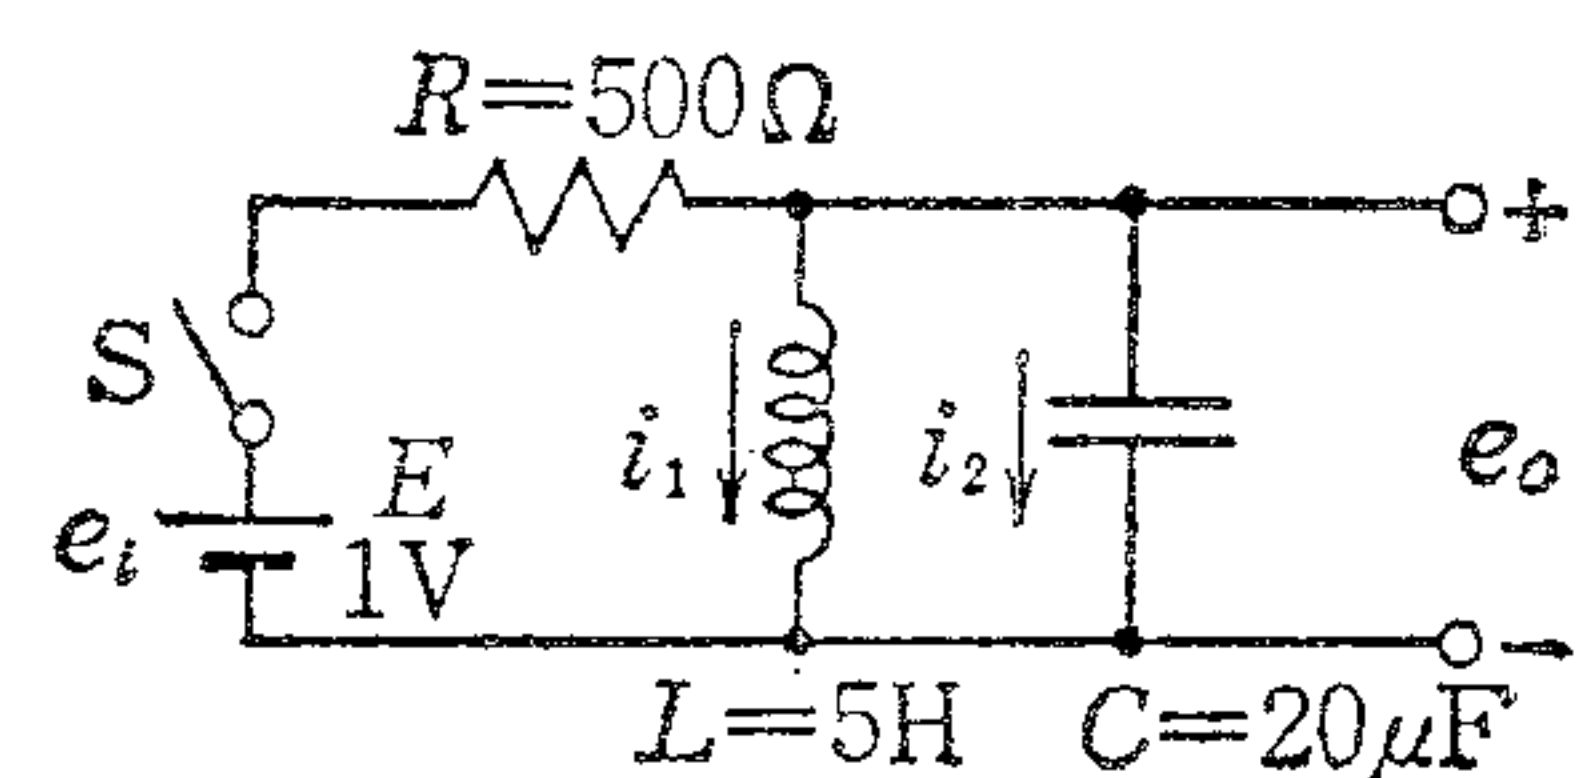 R=500Ω
+
S
i₁
i₂
eₒ
E
eᵢ
1V
−
L=5H
C=20μF